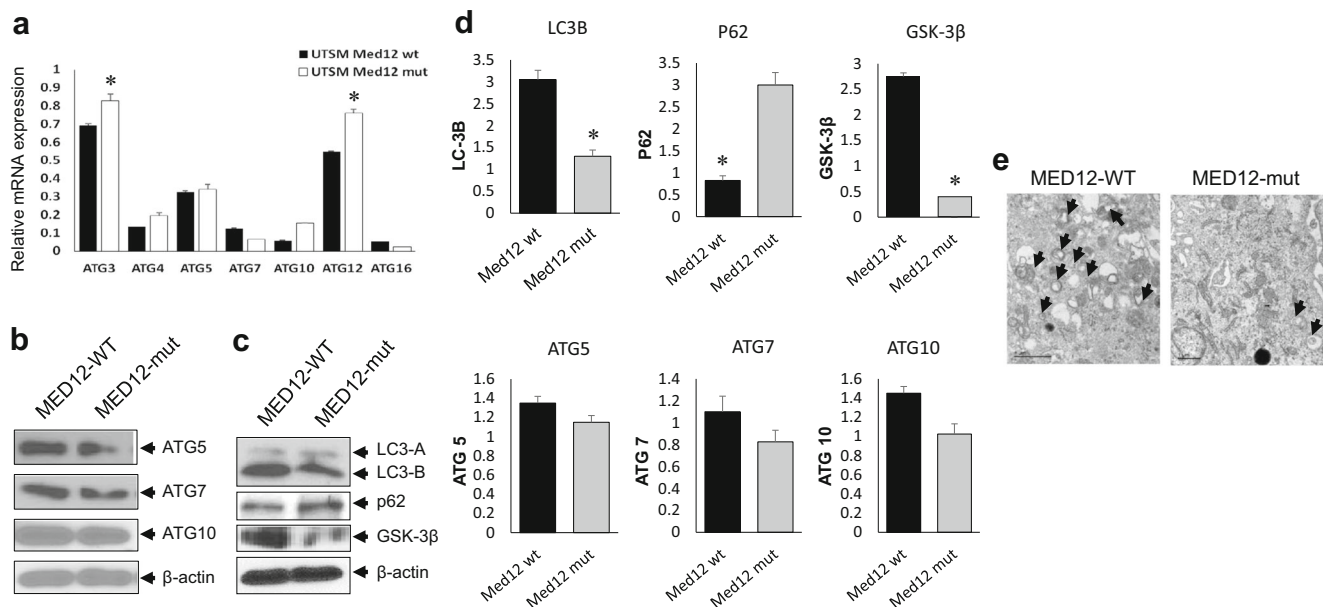 a
UTSM Med12 wt
UTSM Med12 mut
Relative mRNA expression
1
0.9
0.8
0.7
0.6
0.5
0.4
0.3
0.2
0.1
0
*
*
ATG3 ATG4 ATG5 ATG7 ATG10 ATG12 ATG16
b
MED12-WT
MED12-mut
ATG5
ATG7
ATG10
β-actin
c
MED12-WT
MED12-mut
LC3-A
LC3-B
p62
GSK-3β
β-actin
d
LC3B
LC-3B
3.5
3
2.5
2
1.5
1
0.5
0
*
Med12 wt
Med12 mut
P62
P62
3.5
3
2.5
2
1.5
1
0.5
0
*
Med12 wt
Med12 mut
GSK-3β
GSK-3β
3
2.5
2
1.5
1
0.5
0
*
Med12 wt
Med12 mut
ATG5
ATG 5
1.6
1.4
1.2
1
0.8
0.6
0.4
0.2
0
Med12 wt
Med12 mut
ATG7
ATG 7
1.4
1.2
1
0.8
0.6
0.4
0.2
0
Med12 wt
Med12 mut
ATG10
ATG 10
1.6
1.4
1.2
1
0.8
0.6
0.4
0.2
0
Med12 wt
Med12 mut
e
MED12-WT
MED12-mut